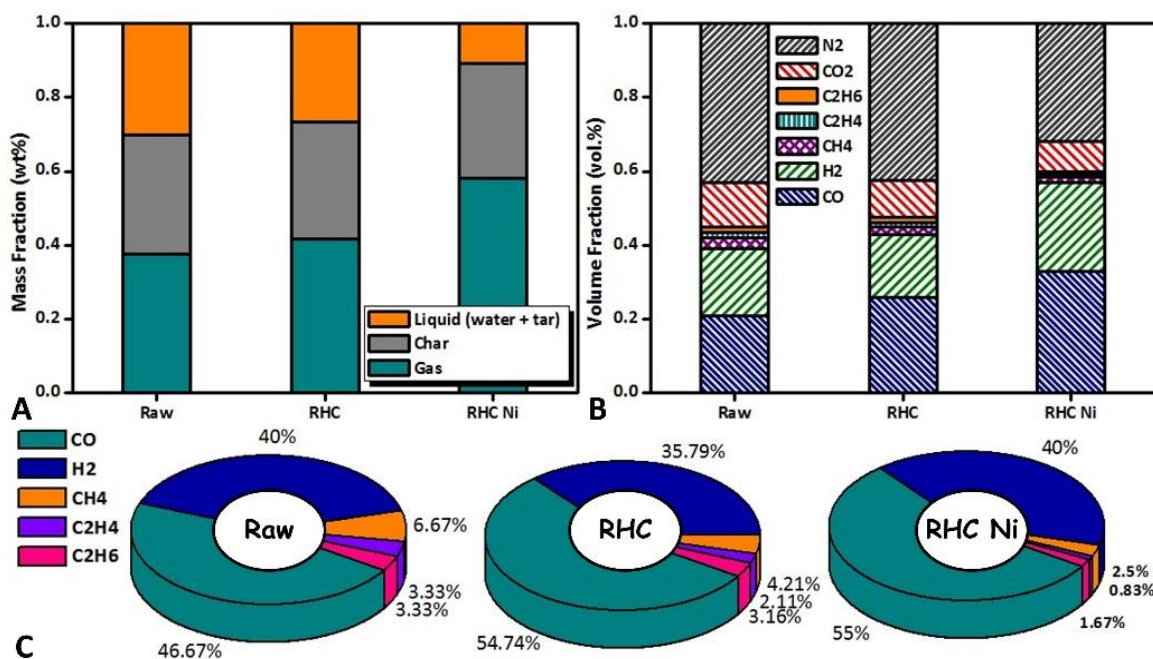 Mass Fraction (wt%)
1.0
0.8
0.6
0.4
0.2
0.0
Liquid (water + tar)
Char
Gas
Raw
RHC
RHC Ni
A
Volume Fraction (vol.%)
1.0
0.8
0.6
0.4
0.2
0.0
N2
CO2
C2H6
C2H4
CH4
H2
CO
Raw
RHC
RHC Ni
B
CO
H2
CH4
C2H4
C2H6
40%
Raw
6.67%
3.33%
3.33%
46.67%
35.79%
RHC
4.21%
2.11%
3.16%
54.74%
40%
RHC Ni
2.5%
0.83%
1.67%
55%
C